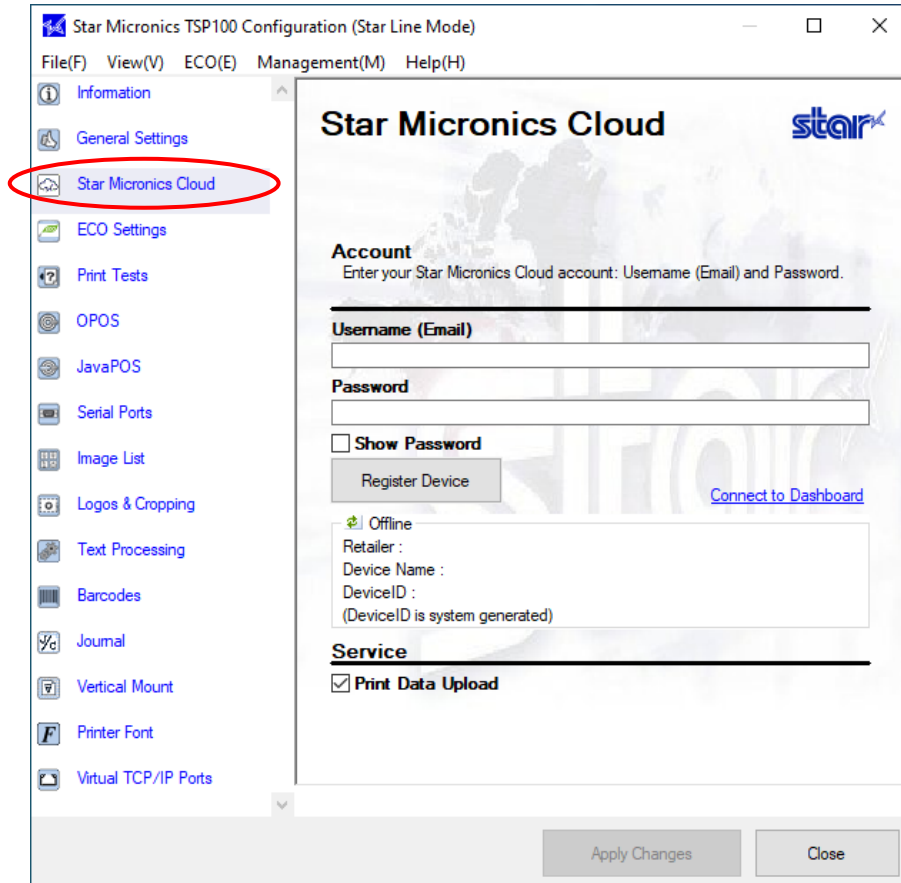 Star Micronics TSP100 Configuration (Star Line Mode)
File(F) View(V) ECO(E) Management(M) Help(H)
Information
General Settings
Star Micronics Cloud
ECO Settings
Print Tests
OPOS
JavaPOS
Serial Ports
Image List
Logos & Cropping
Text Processing
Barcodes
Journal
Vertical Mount
Printer Font
Virtual TCP/IP Ports
Star Micronics Cloud
star
Account
Enter your Star Micronics Cloud account: Username (Email) and Password.
Username (Email)
Password
Show Password
Register Device
Connect to Dashboard
Offline
Retailer :
Device Name :
DeviceID :
(DeviceID is system generated)
Service
Print Data Upload
Apply Changes
Close